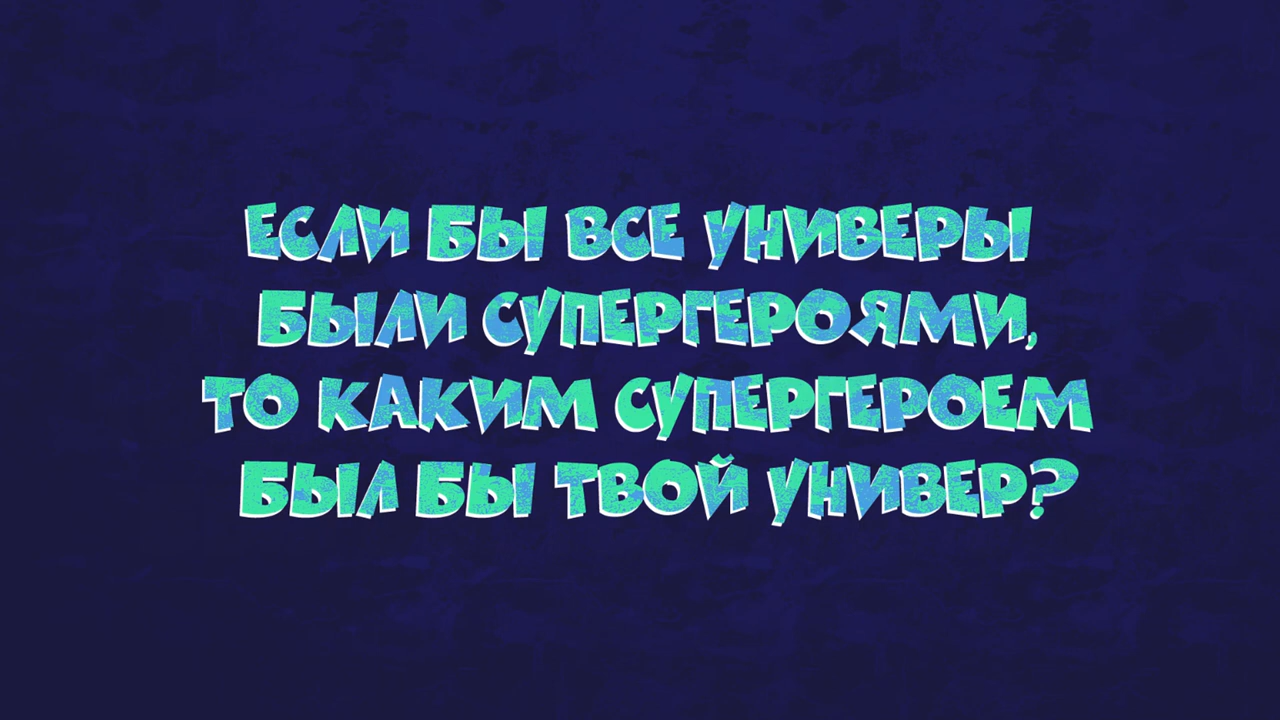 ЕСЛИ БЫ ВСЕ УНИВЕРЫ
БЫЛИ СУПЕРГЕРОЯМИ,
ТО КАКИМ СУПЕРГЕРОЕМ
БЫЛ БЫ ТВОЙ УНИВЕР?